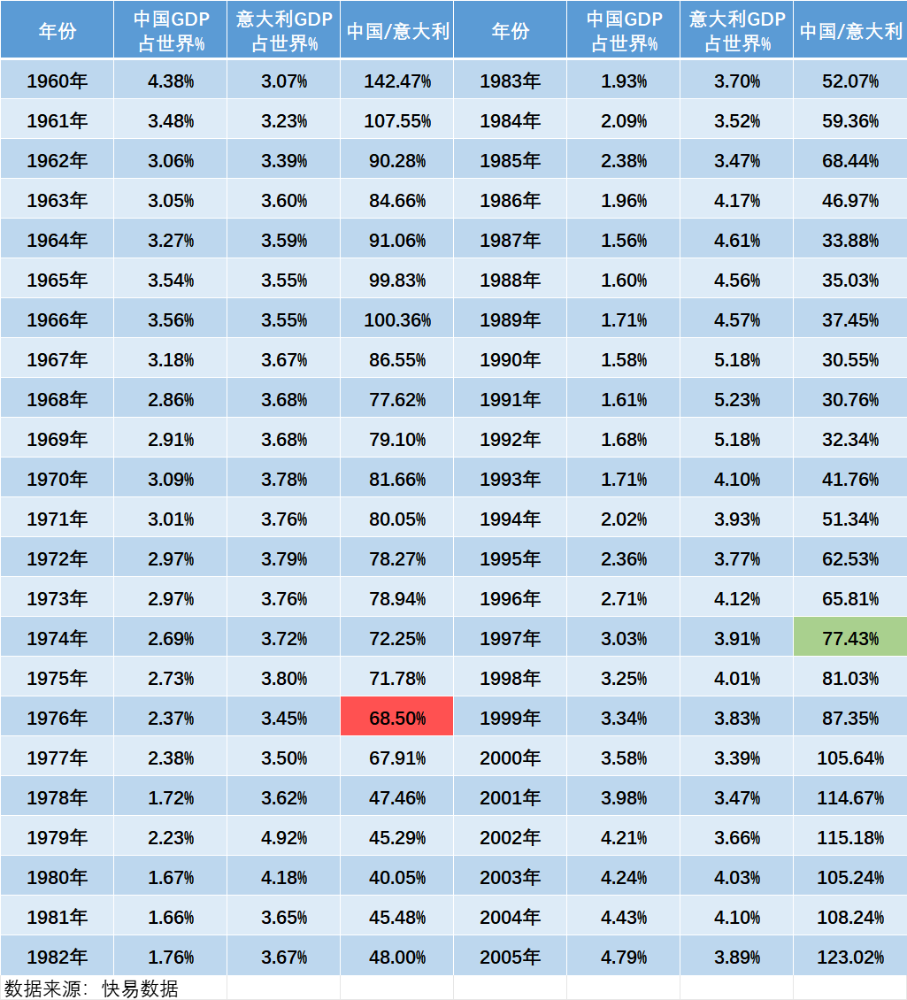 年份 中国GDP占世界% 意大利GDP占世界% 中国/意大利 年份 中国GDP占世界% 意大利GDP占世界% 中国/意大利
1960年 4.38% 3.07% 142.47% 1983年 1.93% 3.70% 52.07%
1961年 3.48% 3.23% 107.55% 1984年 2.09% 3.52% 59.36%
1962年 3.06% 3.39% 90.28% 1985年 2.38% 3.47% 68.44%
1963年 3.05% 3.60% 84.66% 1986年 1.96% 4.17% 46.97%
1964年 3.27% 3.59% 91.06% 1987年 1.56% 4.61% 33.88%
1965年 3.54% 3.55% 99.83% 1988年 1.60% 4.56% 35.03%
1966年 3.56% 3.55% 100.36% 1989年 1.71% 4.57% 37.45%
1967年 3.18% 3.67% 86.55% 1990年 1.58% 5.18% 30.55%
1968年 2.86% 3.68% 77.62% 1991年 1.61% 5.23% 30.76%
1969年 2.91% 3.68% 79.10% 1992年 1.68% 5.18% 32.34%
1970年 3.09% 3.78% 81.66% 1993年 1.71% 4.10% 41.76%
1971年 3.01% 3.76% 80.05% 1994年 2.02% 3.93% 51.34%
1972年 2.97% 3.79% 78.27% 1995年 2.36% 3.77% 62.53%
1973年 2.97% 3.76% 78.94% 1996年 2.71% 4.12% 65.81%
1974年 2.69% 3.72% 72.25% 1997年 3.03% 3.91% 77.43%
1975年 2.73% 3.80% 71.78% 1998年 3.25% 4.01% 81.03%
1976年 2.37% 3.45% 68.50% 1999年 3.34% 3.83% 87.35%
1977年 2.38% 3.50% 67.91% 2000年 3.58% 3.39% 105.64%
1978年 1.72% 3.62% 47.46% 2001年 3.98% 3.47% 114.67%
1979年 2.23% 4.92% 45.29% 2002年 4.21% 3.66% 115.18%
1980年 1.67% 4.18% 40.05% 2003年 4.24% 4.03% 105.24%
1981年 1.66% 3.65% 45.48% 2004年 4.43% 4.10% 108.24%
1982年 1.76% 3.67% 48.00% 2005年 4.79% 3.89% 123.02%
数据来源：快易数据